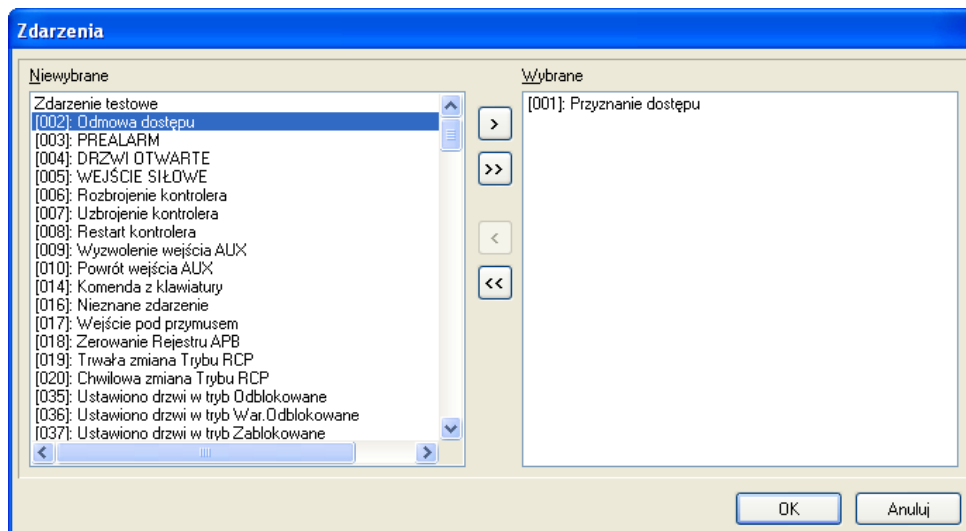 Zdarzenia
Niewybrane
Zdarzenie testowe
[002]: Odmowa dostępu
[003]: PREALARM
[004]: DRZWI OTWARTE
[005]: WEJŚCIE SIŁOWE
[006]: Rozbrojenie kontrolera
[007]: Uzbrojenie kontrolera
[008]: Restart kontrolera
[009]: Wyzwolenie wejścia AUX
[010]: Powrót wejścia AUX
[014]: Komenda z klawiatury
[016]: Nieznane zdarzenie
[017]: Wejście pod przymusem
[018]: Zerowanie Rejestru APB
[019]: Trwała zmiana Trybu RCP
[020]: Chwilowa zmiana Trybu RCP
[035]: Ustawiono drzwi w tryb Odblokowane
[036]: Ustawiono drzwi w tryb War.Odblokowane
[037]: Ustawiono drzwi w tryb Zablokowane
>
>>
<
<<
Wybrane
[001]: Przyznanie dostępu
OK
Anuluj